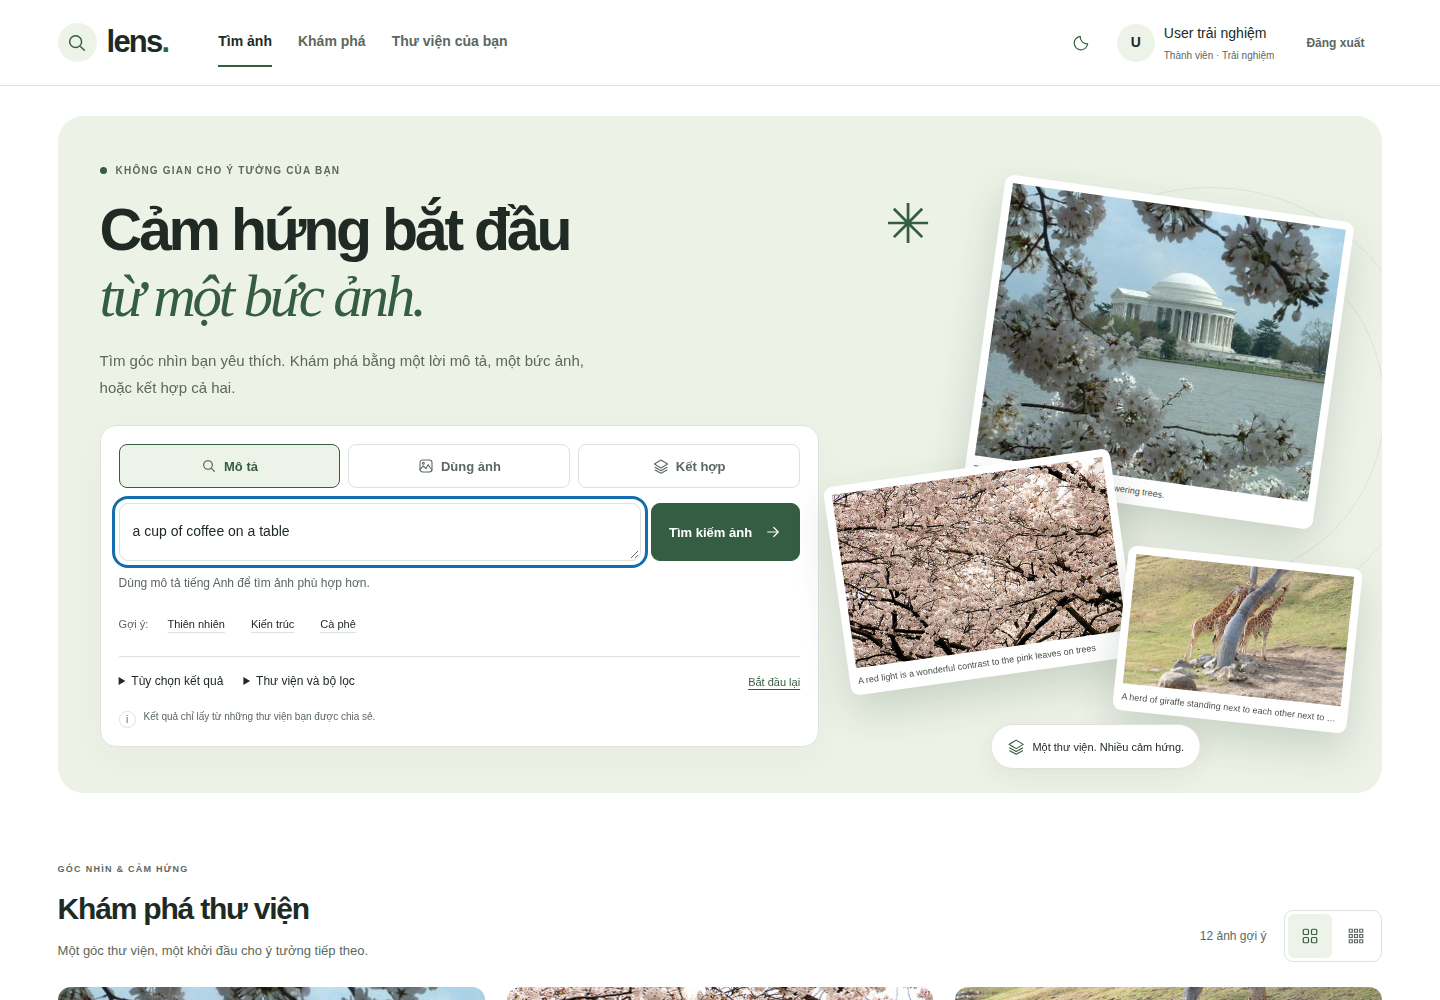 lens.
Tìm ảnh
Khám phá
Thư viện của bạn
U
User trải nghiệm
Thành viên · Trải nghiệm
Đăng xuất
KHÔNG GIAN CHO Ý TƯỞNG CỦA BẠN
Cảm hứng bắt đầu
từ một bức ảnh.
Tìm góc nhìn bạn yêu thích. Khám phá bằng một lời mô tả, một bức ảnh,
hoặc kết hợp cả hai.
Mô tả
Dùng ảnh
Kết hợp
a cup of coffee on a table
Tìm kiếm ảnh
Dùng mô tả tiếng Anh để tìm ảnh phù hợp hơn.
Gợi ý:
Thiên nhiên
Kiến trúc
Cà phê
Tùy chọn kết quả
Thư viện và bộ lọc
Bắt đầu lại
i
Kết quả chỉ lấy từ những thư viện bạn được chia sẻ.
trees.
A red light is a wonderful contrast to the pink leaves on trees
A herd of giraffe standing next to each other next to ...
Một thư viện. Nhiều cảm hứng.
GÓC NHÌN & CẢM HỨNG
Khám phá thư viện
Một góc thư viện, một khởi đầu cho ý tưởng tiếp theo.
12 ảnh gợi ý